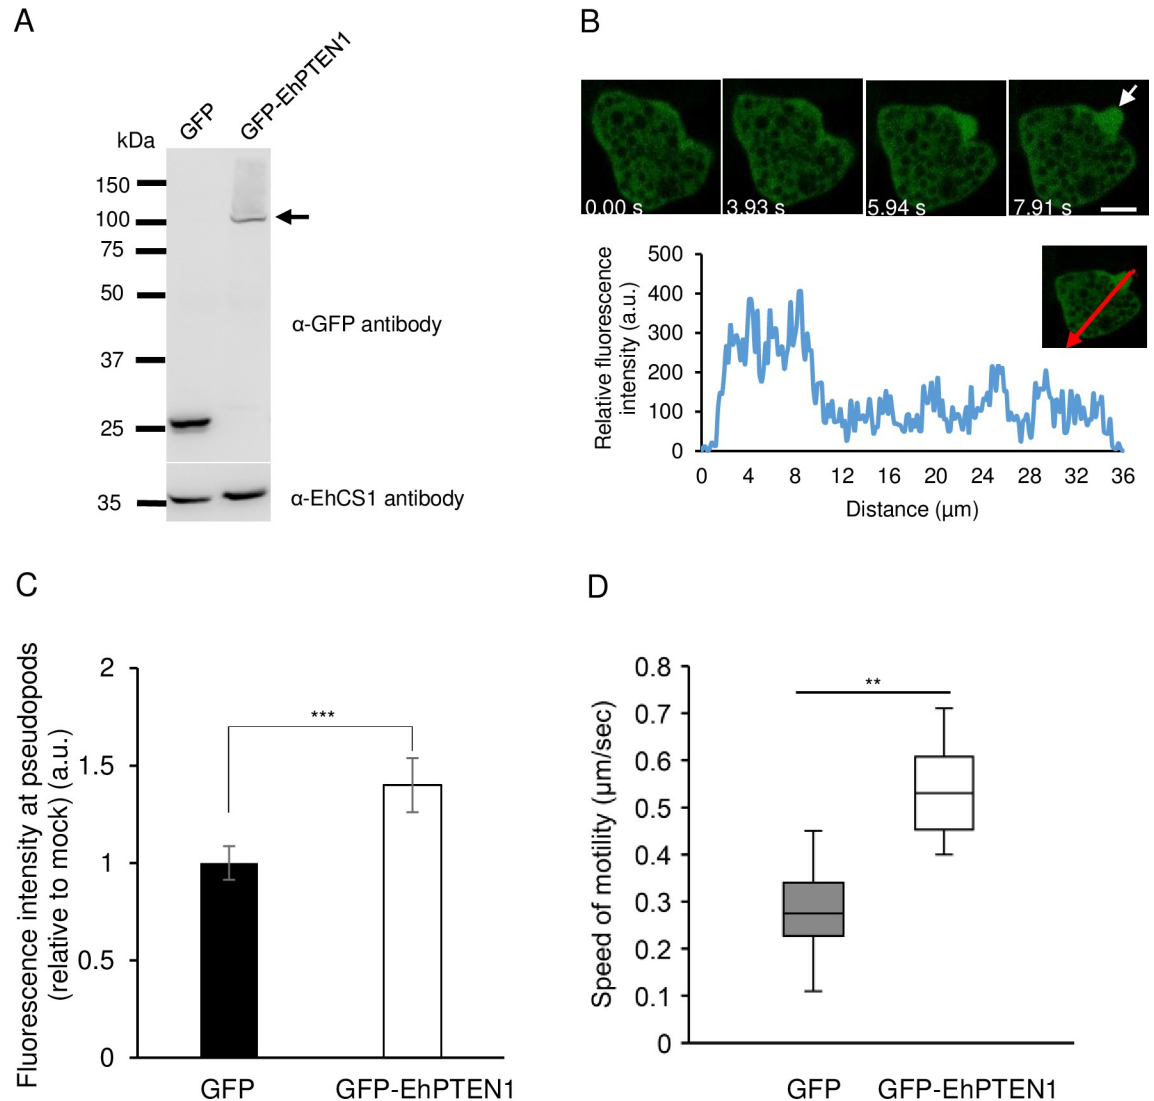 A
GFP
GFP-EhPTEN1
kDa
150
100
75
50
37
25
35
α-GFP antibody
α-EhCS1 antibody
B
0.00 s
3.93 s
5.94 s
7.91 s
Relative fluorescence
intensity (a.u.)
500
400
300
200
100
0
0 4 8 12 16 20 24 28 32 36
Distance (µm)
C
Fluorescence intensity at pseudopods
(relative to mock) (a.u.)
2
1.5
1
0.5
0
***
GFP GFP-EhPTEN1
D
Speed of motility (µm/sec)
0.8
0.7
0.6
0.5
0.4
0.3
0.2
0.1
0
**
GFP GFP-EhPTEN1